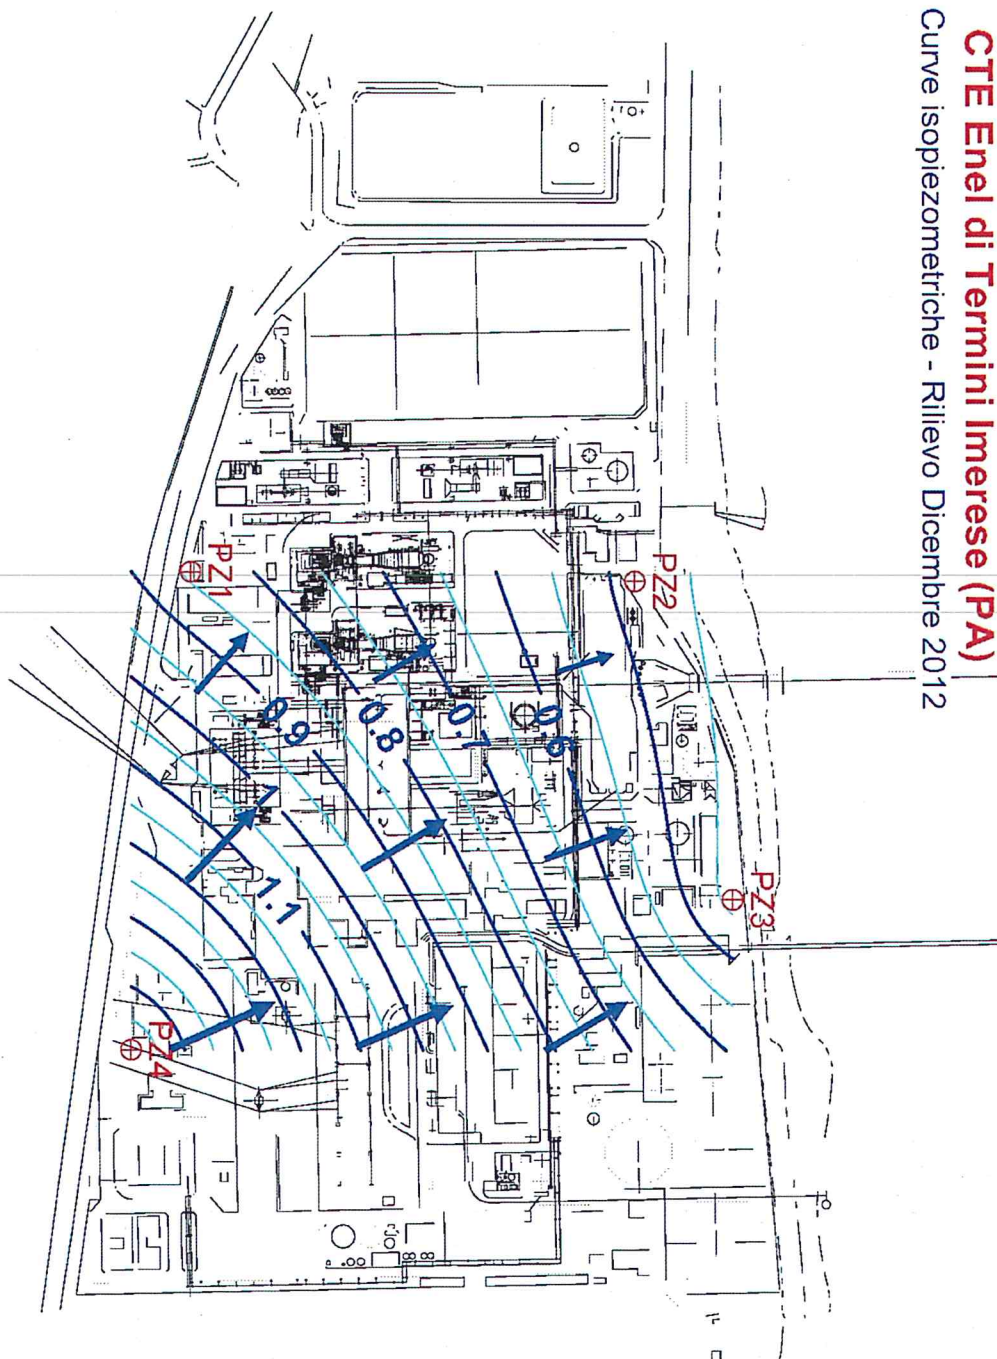 CTE Enel di Termini Imerese (PA)
Curve isopiezometriche - Rilievo Dicembre 2012
PZ3
PZ2
PZ1
PZ4
0.6
0.7
0.8
0.9
1
1.1